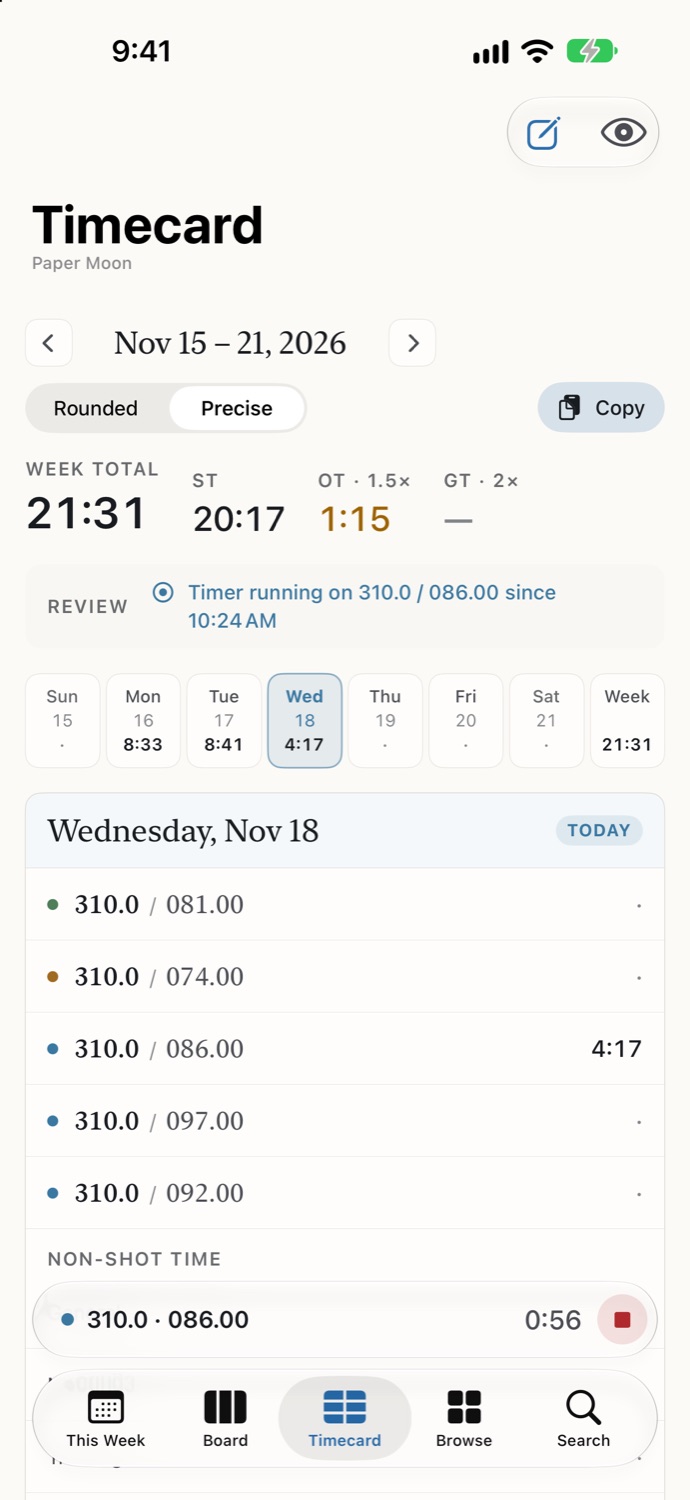 9:41
Timecard
Paper Moon
Nov 15 – 21, 2026
Rounded Precise Copy
WEEK TOTAL ST OT · 1.5× GT · 2×
21:31 20:17 1:15 —
REVIEW Timer running on 310.0 / 086.00 since
10:24 AM
Sun Mon Tue Wed Thu Fri Sat Week
15 16 17 18 19 20 21
· 8:33 8:41 4:17 · · · 21:31
Wednesday, Nov 18 TODAY
310.0 / 081.00 ·
310.0 / 074.00 ·
310.0 / 086.00 4:17
310.0 / 097.00 ·
310.0 / 092.00 ·
NON-SHOT TIME
310.0 · 086.00 0:56
This Week Board Timecard Browse Search